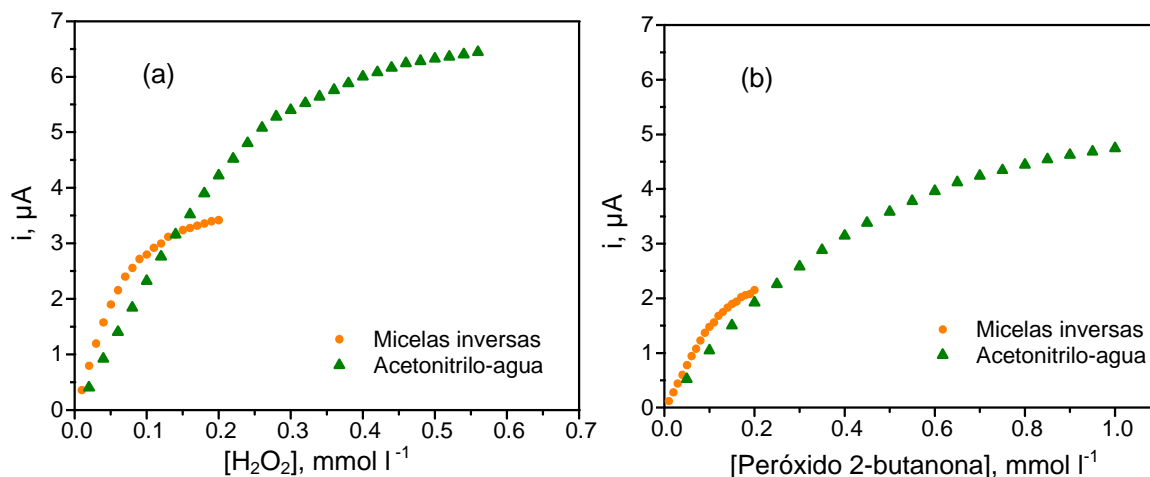 7
6
5
4
3
2
1
0
i, µA
(a)
Micelas inversas
Acetonitrilo-agua
0.0 0.1 0.2 0.3 0.4 0.5 0.6 0.7
[H₂O₂], mmol l⁻¹
7
6
5
4
3
2
1
0
i, µA
(b)
Micelas inversas
Acetonitrilo-agua
0.0 0.2 0.4 0.6 0.8 1.0
[Peróxido 2-butanona], mmol l⁻¹